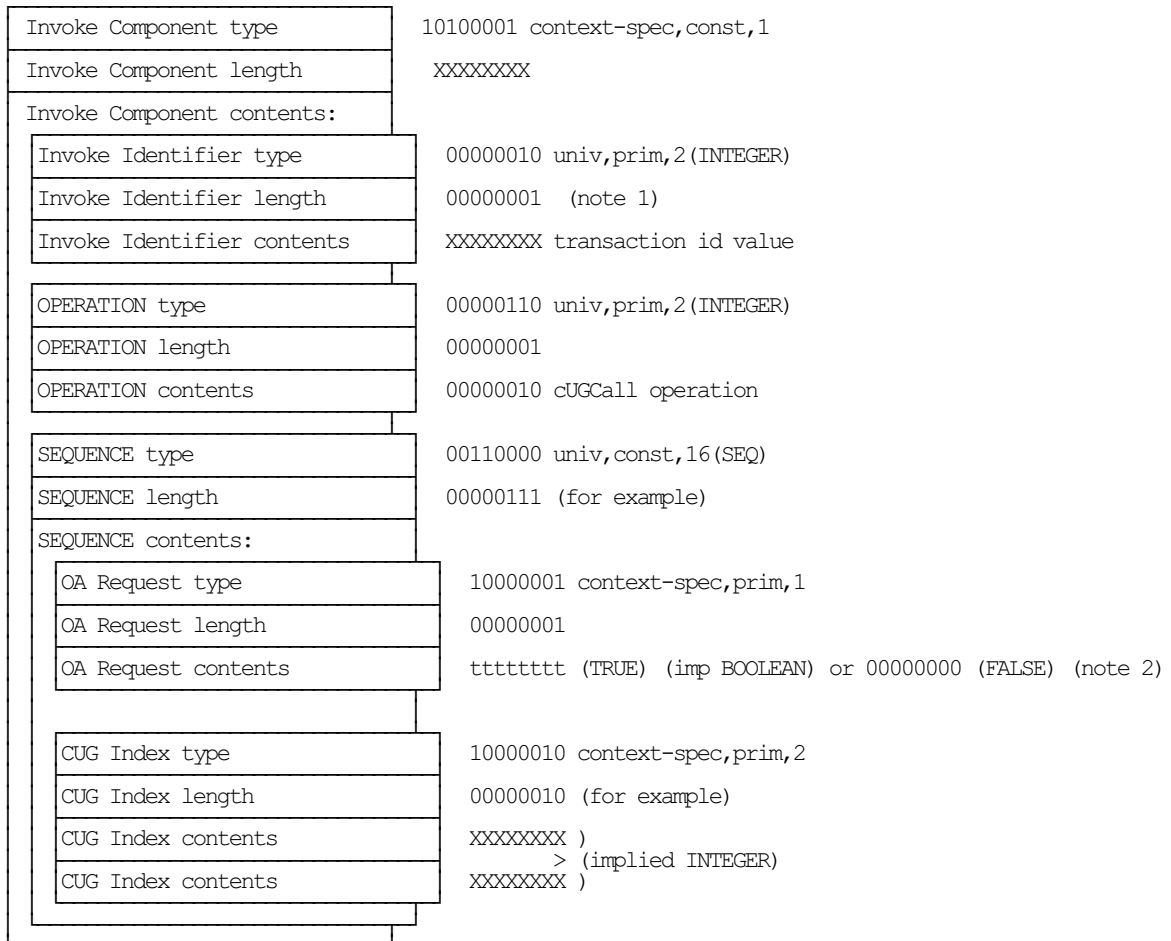 Invoke Component type 10100001 context-spec,const,1
Invoke Component length XXXXXXXX
Invoke Component contents:
Invoke Identifier type 00000010 univ,prim,2(INTEGER)
Invoke Identifier length 00000001 (note 1)
Invoke Identifier contents XXXXXXXX transaction id value
OPERATION type 00000110 univ,prim,2(INTEGER)
OPERATION length 00000001
OPERATION contents 00000010 cUGCall operation
SEQUENCE type 00110000 univ,const,16(SEQ)
SEQUENCE length 00000111 (for example)
SEQUENCE contents:
OA Request type 10000001 context-spec,prim,1
OA Request length 00000001
OA Request contents tttttttt (TRUE) (imp BOOLEAN) or 00000000 (FALSE) (note 2)
CUG Index type 10000010 context-spec,prim,2
CUG Index length 00000010 (for example)
CUG Index contents XXXXXXXX )
> (implied INTEGER)
CUG Index contents XXXXXXXX )